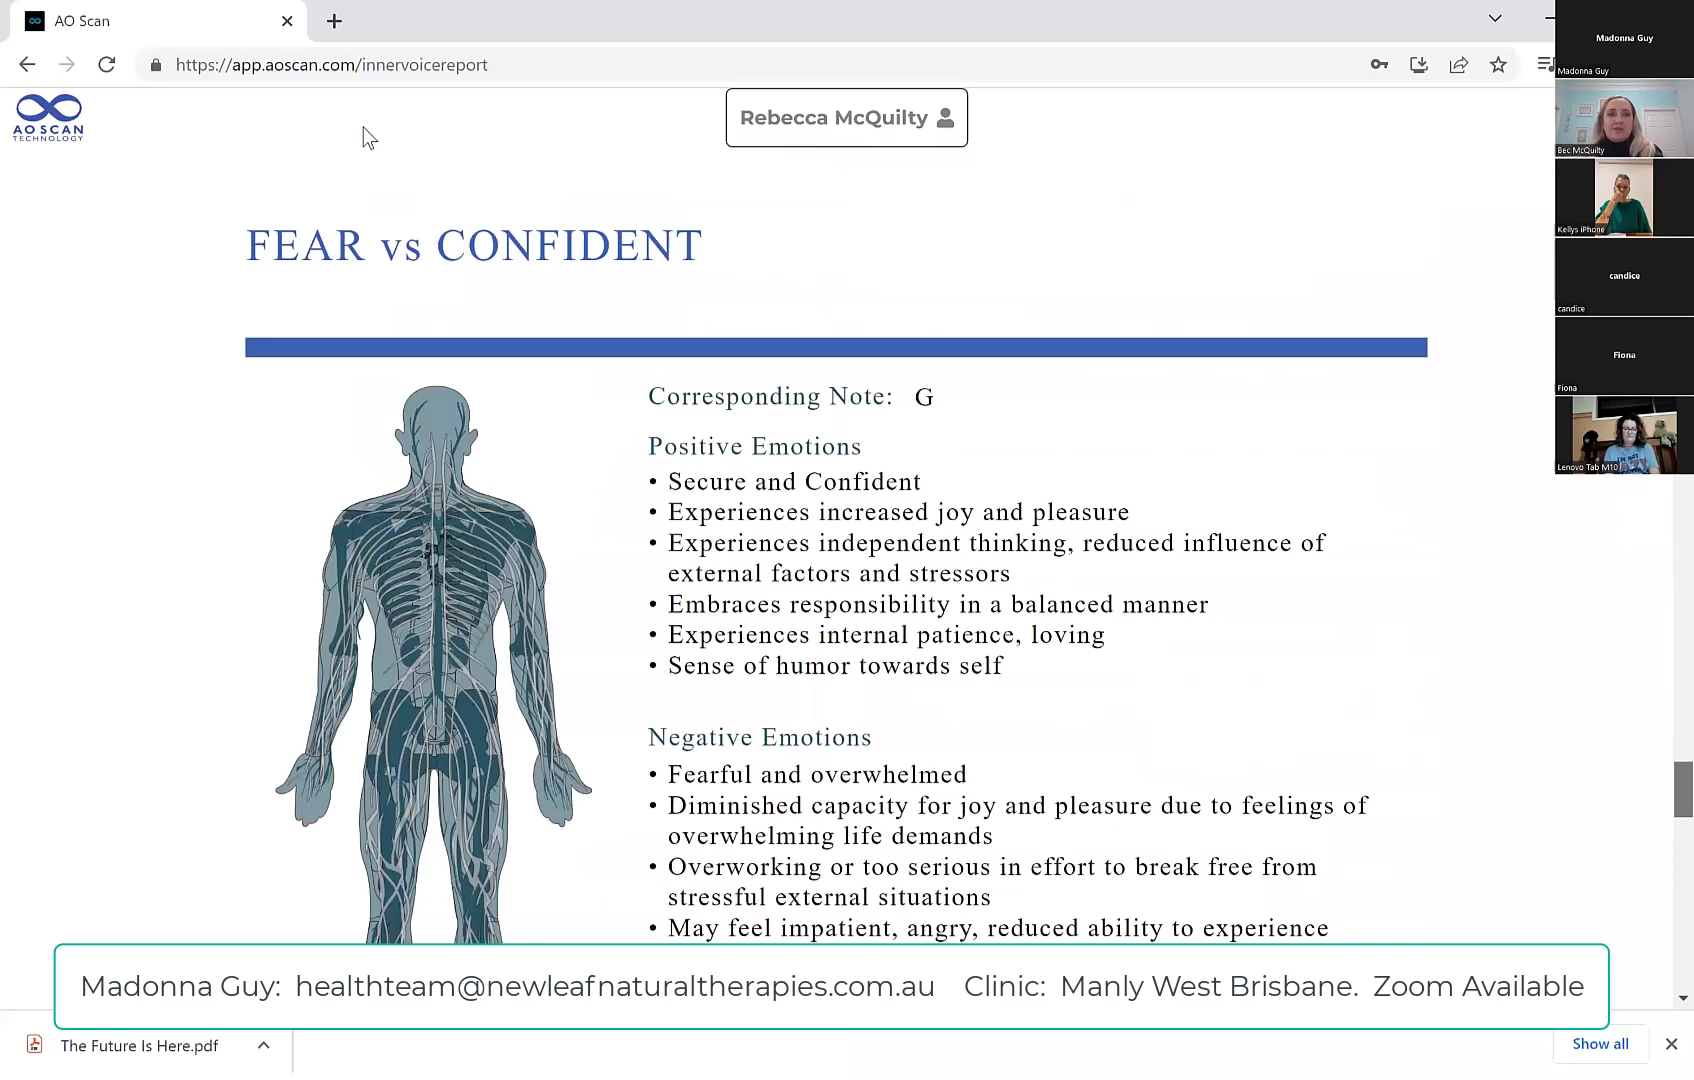 AO Scan
https://app.aoscan.com/innervoicereport
AO SCAN
TECHNOLOGY
Rebecca McQuilty
FEAR vs CONFIDENT
Corresponding Note: G
Positive Emotions
• Secure and Confident
• Experiences increased joy and pleasure
• Experiences independent thinking, reduced influence of
external factors and stressors
• Embraces responsibility in a balanced manner
• Experiences internal patience, loving
• Sense of humor towards self
Negative Emotions
• Fearful and overwhelmed
• Diminished capacity for joy and pleasure due to feelings of
overwhelming life demands
• Overworking or too serious in effort to break free from
stressful external situations
• May feel impatient, angry, reduced ability to experience
Madonna Guy: healthteam@newleafnaturaltherapies.com.au Clinic: Manly West Brisbane. Zoom Available
The Future Is Here.pdf
Show all
Madonna Guy
Madonna Guy
Bec McQuilty
Kellys iPhone
candice
candice
Fiona
Fiona
Lenovo Tab M10